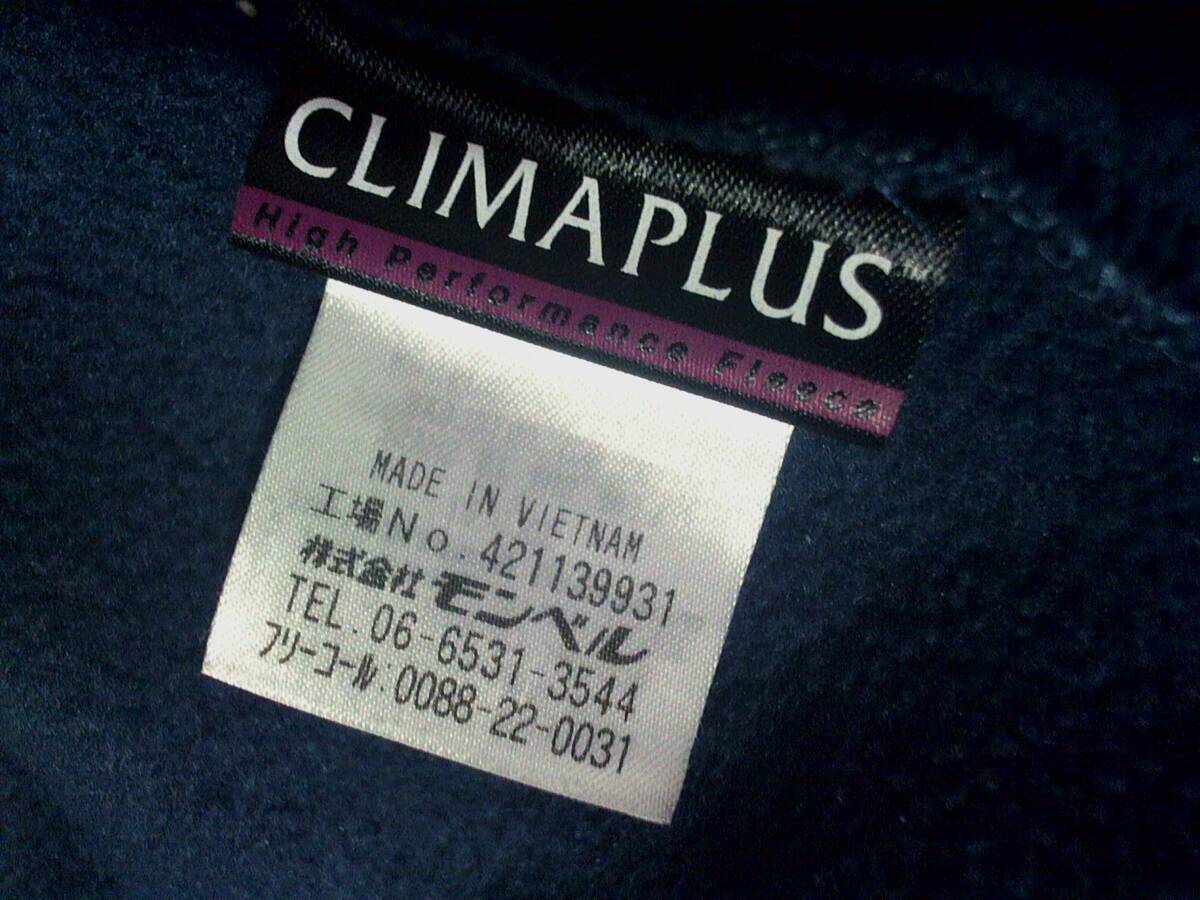 CLIMAPLUS™
High Performance Fleece
MADE IN VIETNAM
工場No.421139931
株式会社モンベル
TEL.06-6531-3544
フリーコール:0088-22-0031